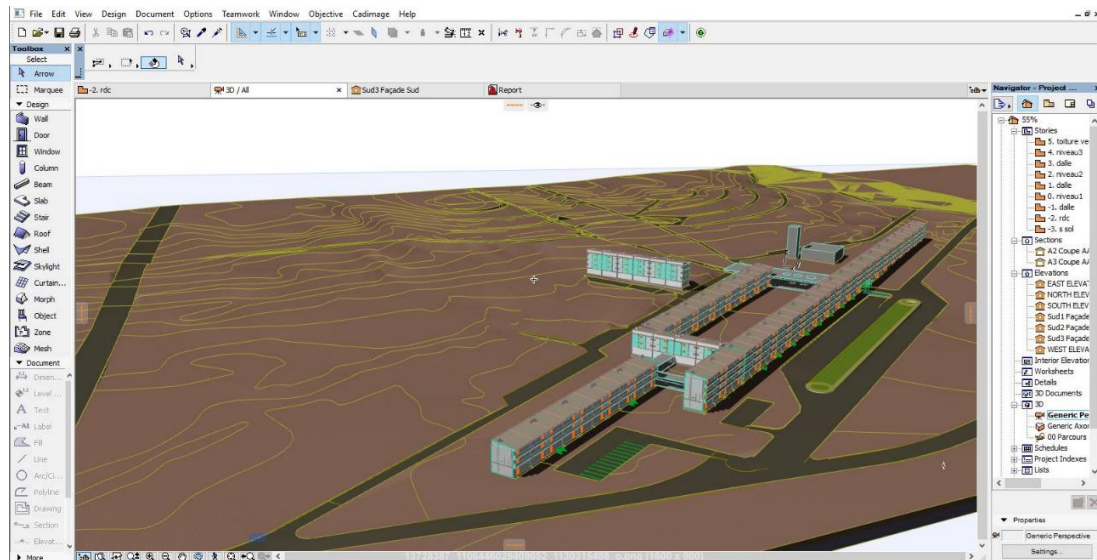 File Edit View Design Document Options Teamwork Window Objective Cadimage Help
Toolbox
Select
Arrow
Marquee
Design
Wall
Door
Window
Column
Beam
Slab
Stair
Roof
Shell
Skylight
Curtain...
Morph
Object
Zone
Mesh
Document
Dimen...
Level ...
Text
Label
Fill
Line
Arc/Ci...
Polyline
Drawing
Section
Elevat...
More
-2. rdc
3D / All
Sud3 Façade Sud
Report
Navigator - Project ...
55%
Stories
5. toiture ve
4. niveau3
3. dalle
2. niveau2
1. dalle
0. niveau1
-1. dalle
-2. rdc
-3. s sol
Sections
A2 Coupe A
A3 Coupe A
Elevations
EAST ELEVA
NORTH ELEV
SOUTH ELEV
Sud1 Façade
Sud2 Façade
Sud3 Façade
WEST ELEVA
Interior Elevation
Worksheets
Details
3D Documents
3D
Generic Pe
Generic Axon
00 Parcours
Schedules
Project Indexes
Lists
Properties
Generic Perspective
Settings...